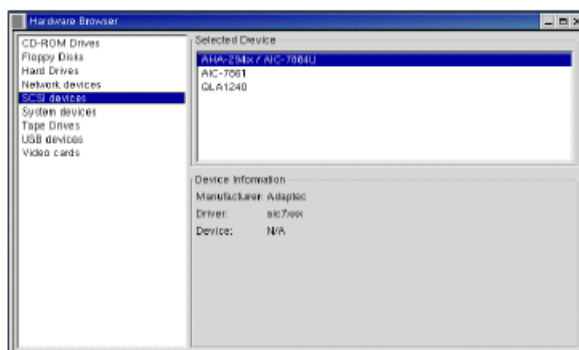 Hardware Browser
CD-ROM Drives
Floppy Disks
Hard Drives
Network devices
SCSI devices
System devices
Tape Drives
USB devices
Video cards
Selected Device
AHA-294x / AIC-7884U
AIC-7861
QLA1240
Device Information
Manufacturer: Adaptec
Driver: aic7xxx
Device: N/A